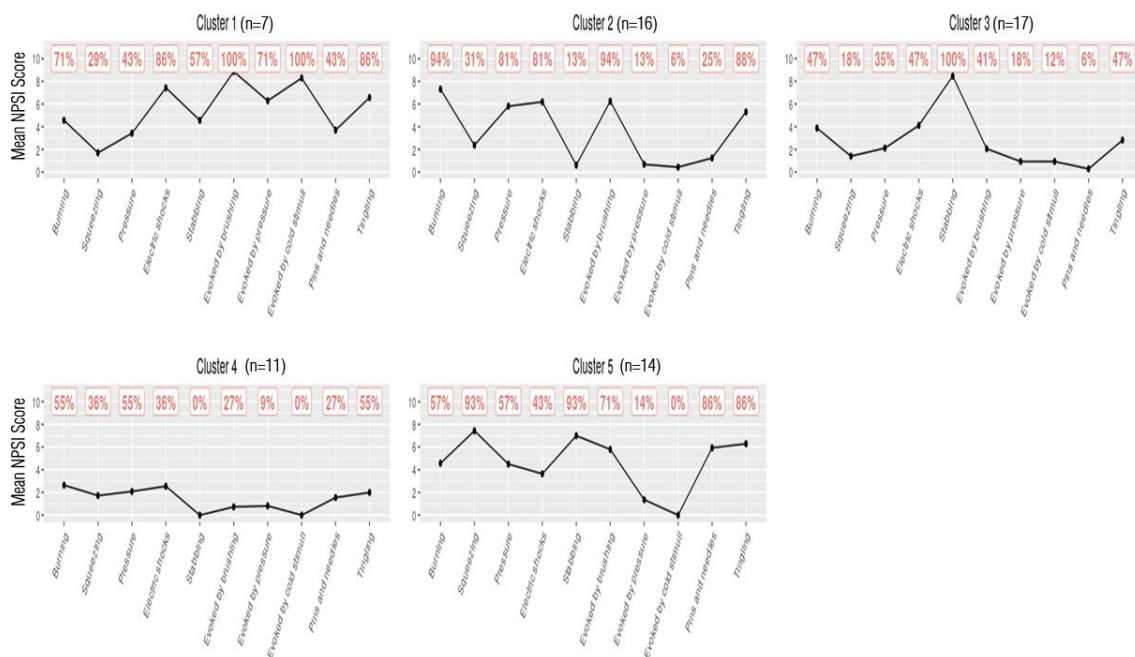 Cluster 1 (n=7)
71% 29% 43% 86% 57% 100% 71% 100% 43% 86%
Mean NPSI Score
10
8
6
4
2
0
Burning
Squeezing
Pressure
Electric shocks
Stabbing
Evoked by brushing
Evoked by pressure
Evoked by cold stimuli
Pins and needles
Tingling
Cluster 2 (n=16)
94% 31% 81% 81% 13% 94% 13% 6% 25% 88%
10
8
6
4
2
0
Burning
Squeezing
Pressure
Electric shocks
Stabbing
Evoked by brushing
Evoked by pressure
Evoked by cold stimuli
Pins and needles
Tingling
Cluster 3 (n=17)
47% 18% 35% 47% 100% 41% 18% 12% 6% 47%
10
8
6
4
2
0
Burning
Squeezing
Pressure
Electric shocks
Stabbing
Evoked by brushing
Evoked by pressure
Evoked by cold stimuli
Pins and needles
Tingling
Cluster 4 (n=11)
55% 36% 55% 36% 0% 27% 9% 0% 27% 55%
Mean NPSI Score
10
8
6
4
2
0
Burning
Squeezing
Pressure
Electric shocks
Stabbing
Evoked by brushing
Evoked by pressure
Evoked by cold stimuli
Pins and needles
Tingling
Cluster 5 (n=14)
57% 93% 57% 43% 93% 71% 14% 0% 86% 86%
10
8
6
4
2
0
Burning
Squeezing
Pressure
Electric shocks
Stabbing
Evoked by brushing
Evoked by pressure
Evoked by cold stimuli
Pins and needles
Tingling